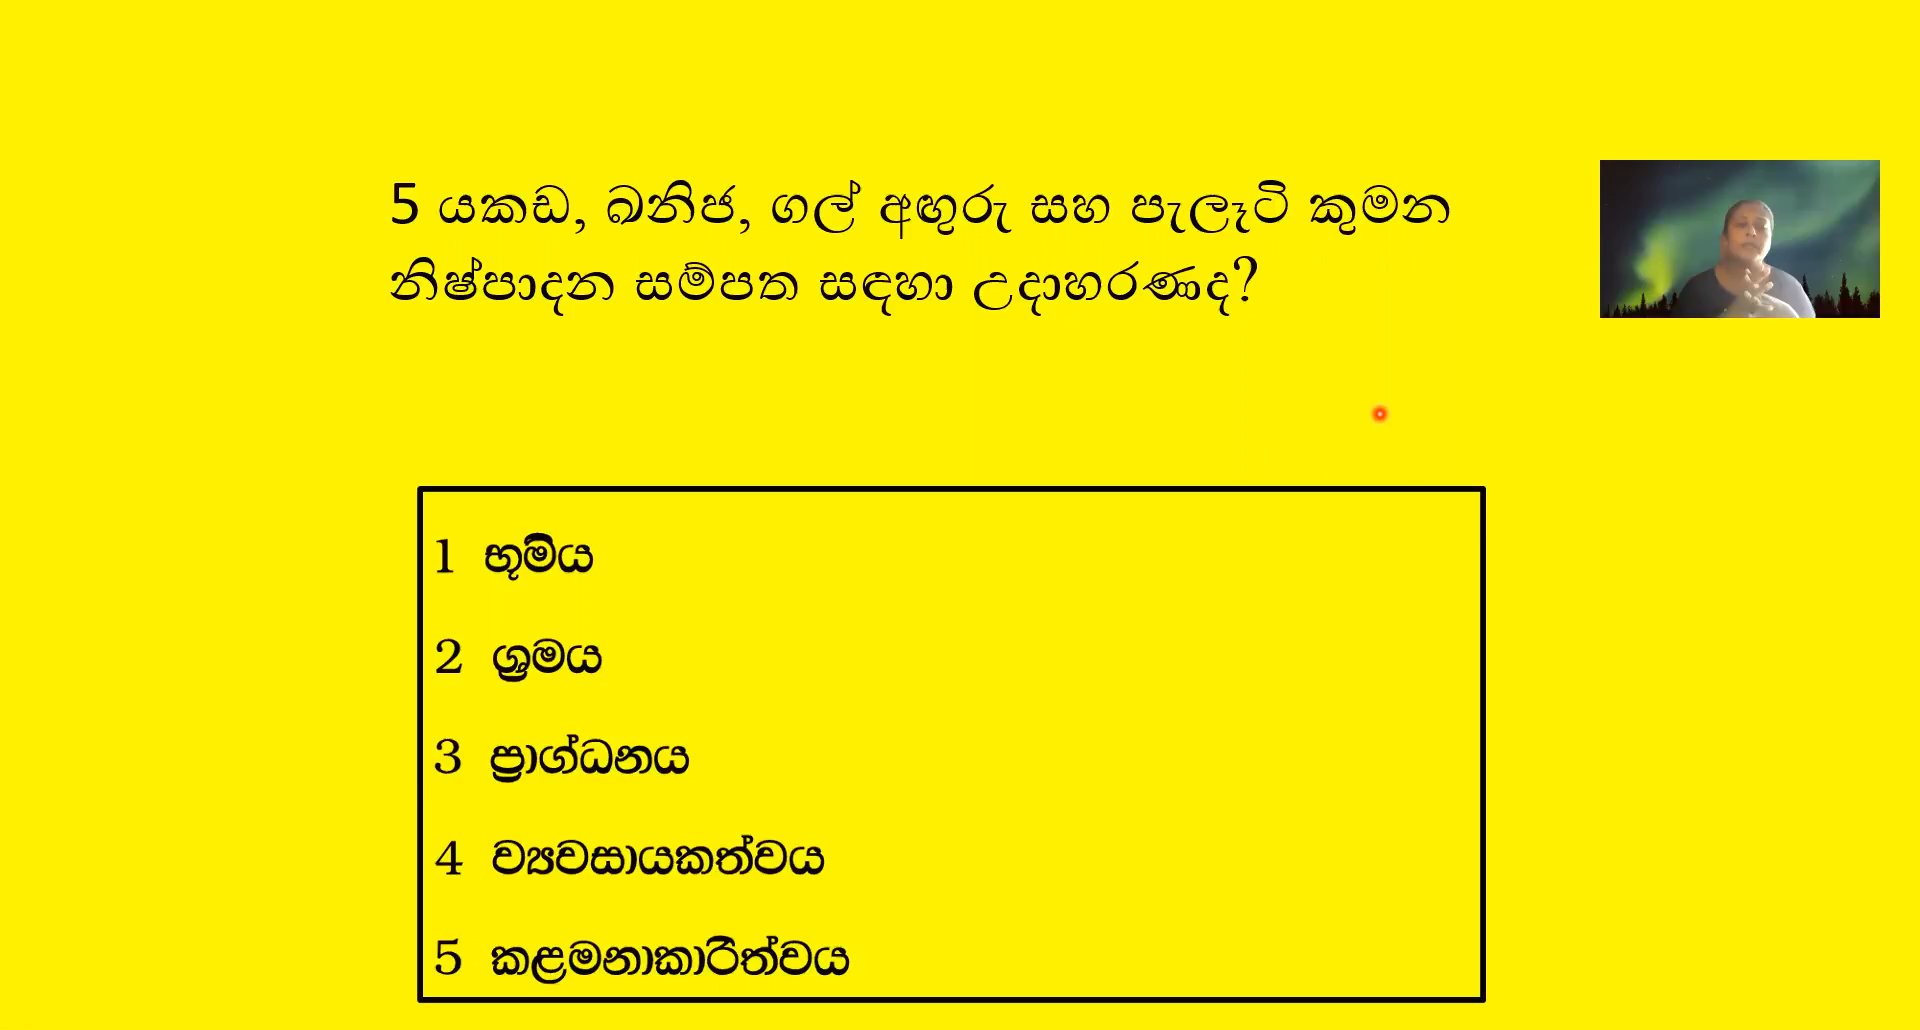 5 යකඩ, ඛනිජ, ගල් අඟුරු සහ පැලෑටි කුමන
නිෂ්පාදන සම්පත සඳහා උදාහරණද?
1 භූමිය
2 ශ්‍රමය
3 ප්‍රාග්ධනය
4 ව්‍යවසායකත්වය
5 කළමනාකාරීත්වය